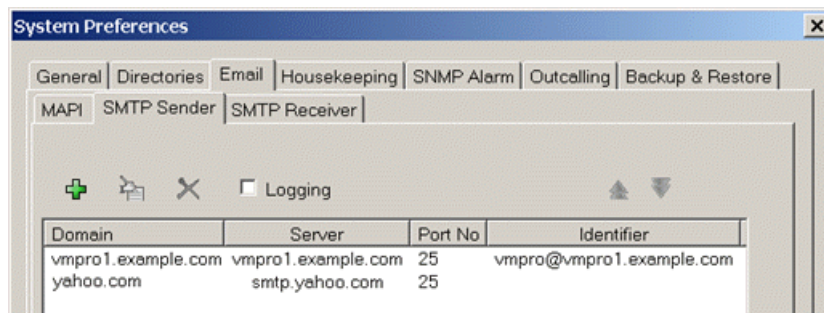 System Preferences
General Directories Email Housekeeping SNMP Alarm Outcalling Backup & Restore
MAPI SMTP Sender SMTP Receiver
Logging
Domain Server Port No Identifier
vmpro1.example.com vmpro1.example.com 25 vmpro@vmpro1.example.com
yahoo.com smtp.yahoo.com 25